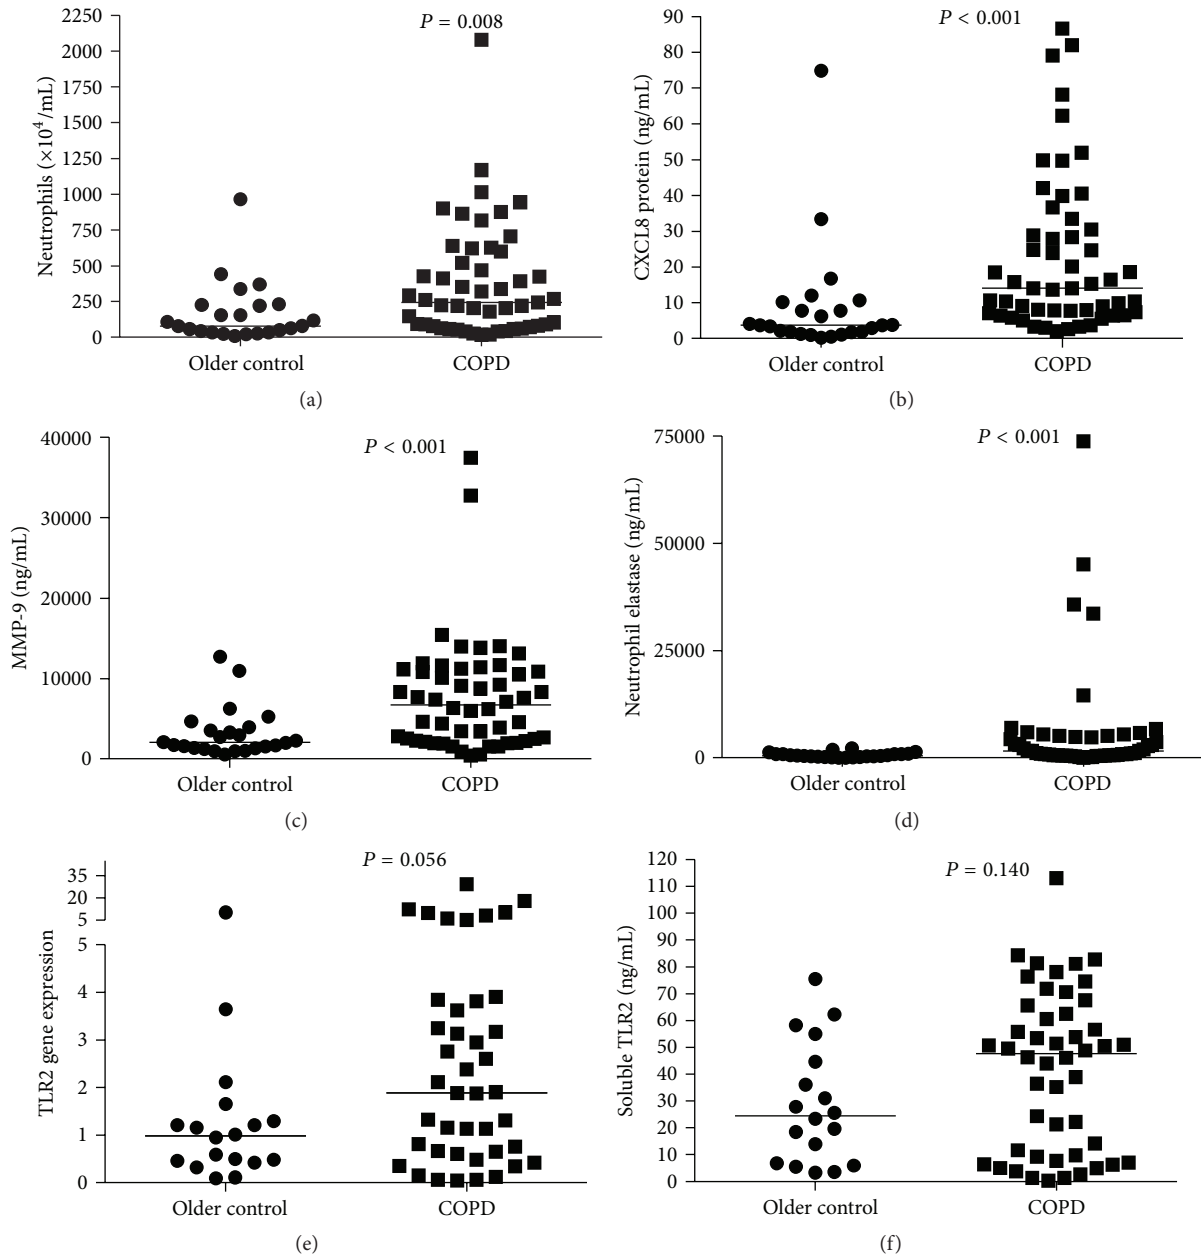 P = 0.008
2250
2000
1750
1500
1250
1000
750
500
250
0
Neutrophils (×10⁴/mL)
Older control
COPD
(a)
P < 0.001
90
80
70
60
50
40
30
20
10
0
CXCL8 protein (ng/mL)
Older control
COPD
(b)
P < 0.001
40000
30000
20000
10000
0
MMP-9 (ng/mL)
Older control
COPD
(c)
P < 0.001
75000
50000
25000
0
Neutrophil elastase (ng/mL)
Older control
COPD
(d)
P = 0.056
35
20
5
5
4
3
2
1
0
TLR2 gene expression
Older control
COPD
(e)
P = 0.140
120
110
100
90
80
70
60
50
40
30
20
10
0
Soluble TLR2 (ng/mL)
Older control
COPD
(f)